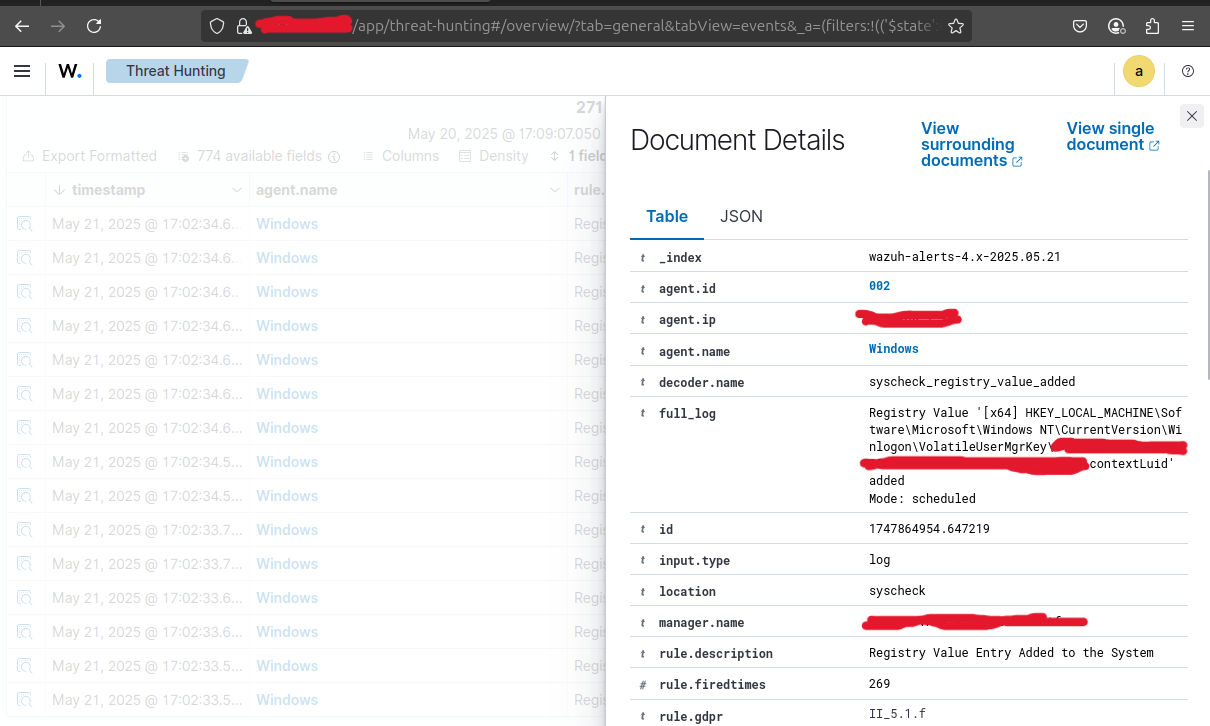 /app/threat-hunting#/overview/?tab=general&tabView=events&_a=(filters:!(('$state'
W. Threat Hunting a
271
May 20, 2025 @ 17:09:07.050
Export Formatted 774 available fields Columns Density 1 field
timestamp agent.name rule.
May 21, 2025 @ 17:02:34.6.. Windows Regis
May 21, 2025 @ 17:02:34.6.. Windows Regis
May 21, 2025 @ 17:02:34.6.. Windows Regis
May 21, 2025 @ 17:02:34.6.. Windows Regis
May 21, 2025 @ 17:02:34.6.. Windows Regis
May 21, 2025 @ 17:02:34.6.. Windows Regis
May 21, 2025 @ 17:02:34.6.. Windows Regis
May 21, 2025 @ 17:02:34.5... Windows Regis
May 21, 2025 @ 17:02:34.5... Windows Regis
May 21, 2025 @ 17:02:33.7... Windows Regis
May 21, 2025 @ 17:02:33.7... Windows Regis
May 21, 2025 @ 17:02:33.6... Windows Regis
May 21, 2025 @ 17:02:33.6... Windows Regis
May 21, 2025 @ 17:02:33.5... Windows Regis
May 21, 2025 @ 17:02:33.5... Windows Regis
Document Details
View
surrounding
documents
View single
document
Table JSON
t _index wazuh-alerts-4.x-2025.05.21
t agent.id 002
t agent.ip
t agent.name Windows
t decoder.name syscheck_registry_value_added
t full_log Registry Value '[x64] HKEY_LOCAL_MACHINE\Sof
tware\Microsoft\Windows NT\CurrentVersion\Wi
nlogon\VolatileUserMgrKey\
contextLuid'
added
Mode: scheduled
t id 1747864954.647219
t input.type log
t location syscheck
t manager.name
t rule.description Registry Value Entry Added to the System
# rule.firedtimes 269
t rule.gdpr II_5.1.f